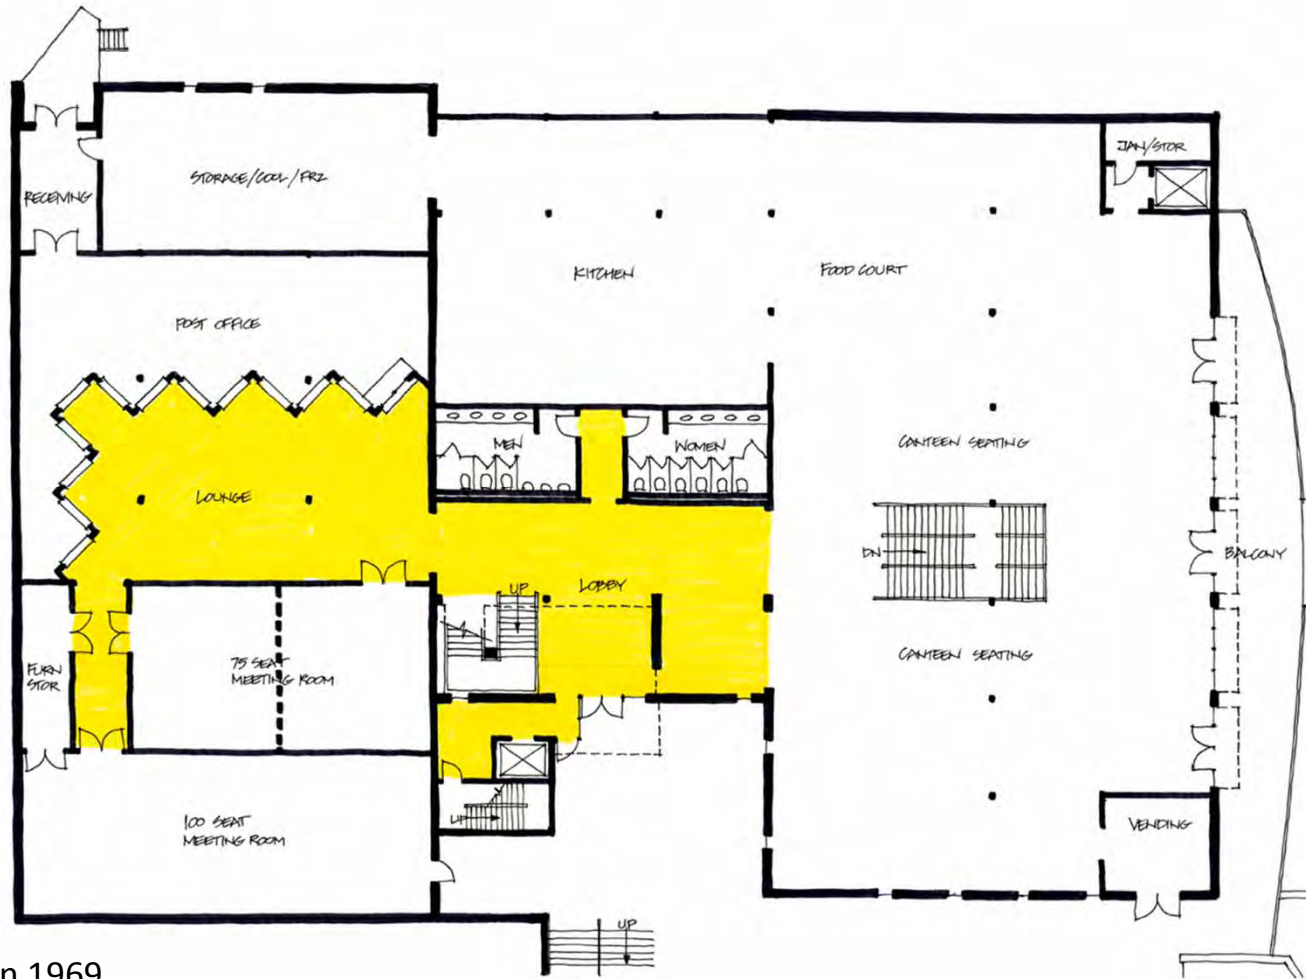 JAN/STOR
STORAGE/COOL/FRZ
RECEIVING
KITCHEN
FOOD COURT
POST OFFICE
MEN
WOMEN
CANTEEN SEATING
LOUNGE
DN
BALCONY
UP
LOBBY
CANTEEN SEATING
75 SEAT
MEETING ROOM
FURN
STOR
UP
100 SEAT
MEETING ROOM
VENDING
UP
n 1969